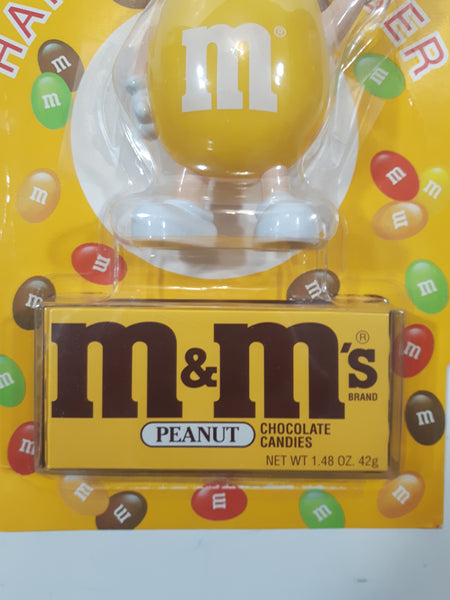 m®
m&m's®
BRAND
PEANUT
CHOCOLATE
CANDIES
NET WT 1.48 OZ. 42g